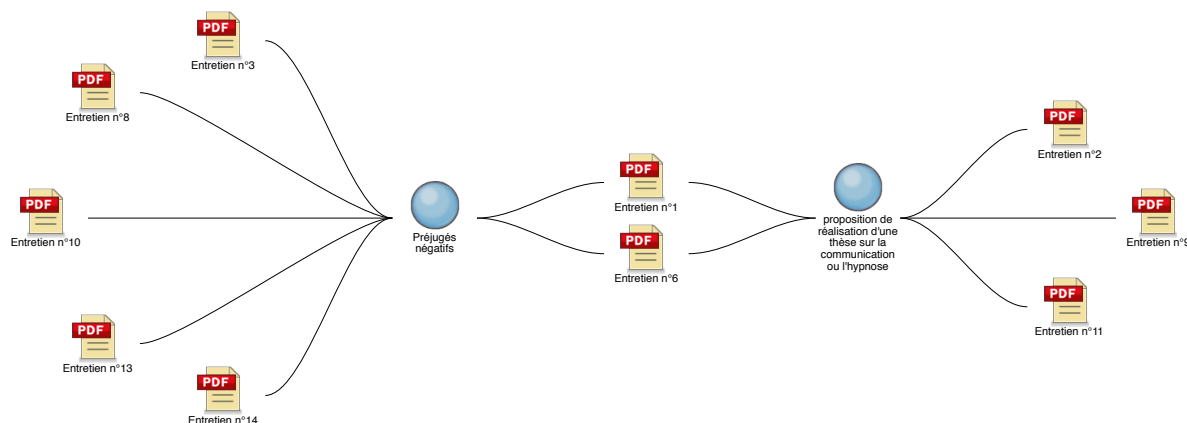 PDF
Entretien n°3
PDF
Entretien n°8
PDF
Entretien n°10
PDF
Entretien n°13
PDF
Entretien n°14
Préjugés
négatifs
PDF
Entretien n°1
PDF
Entretien n°6
proposition de
réalisation d'une
thèse sur la
communication
ou l'hypnose
PDF
Entretien n°2
PDF
Entretien n°9
PDF
Entretien n°11